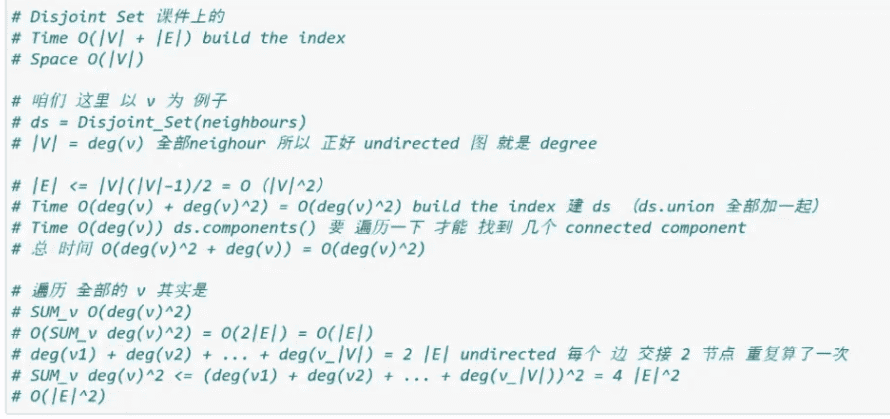 # Disjoint Set 课件上的
# Time O(|V| + |E|) build the index
# Space O(|V|)
# 咱们 这里 以 v 为 例子
# ds = Disjoint_Set(neighbours)
# |V| = deg(v) 全部neighour 所以 正好 undirected 图 就是 degree
# |E| <= |V|(|V|-1)/2 = O (|V|^2)
# Time O(deg(v) + deg(v)^2) = O(deg(v)^2) build the index 建 ds （ds.union 全部加一起）
# Time O(deg(v)) ds.components() 要 遍历一下 才能 找到 几个 connected component
# 总 时间 O(deg(v)^2 + deg(v)) = O(deg(v)^2)
# 遍历 全部的 v 其实是
# SUM_v O(deg(v)^2)
# O(SUM_v deg(v)^2) = O(2|E|) = O(|E|)
# deg(v1) + deg(v2) + ... + deg(v_|V|) = 2 |E| undirected 每个 边 交接 2 节点 重复算了一次
# SUM_v deg(v)^2 <= (deg(v1) + deg(v2) + ... + deg(v_|V|))^2 = 4 |E|^2
# O(|E|^2)